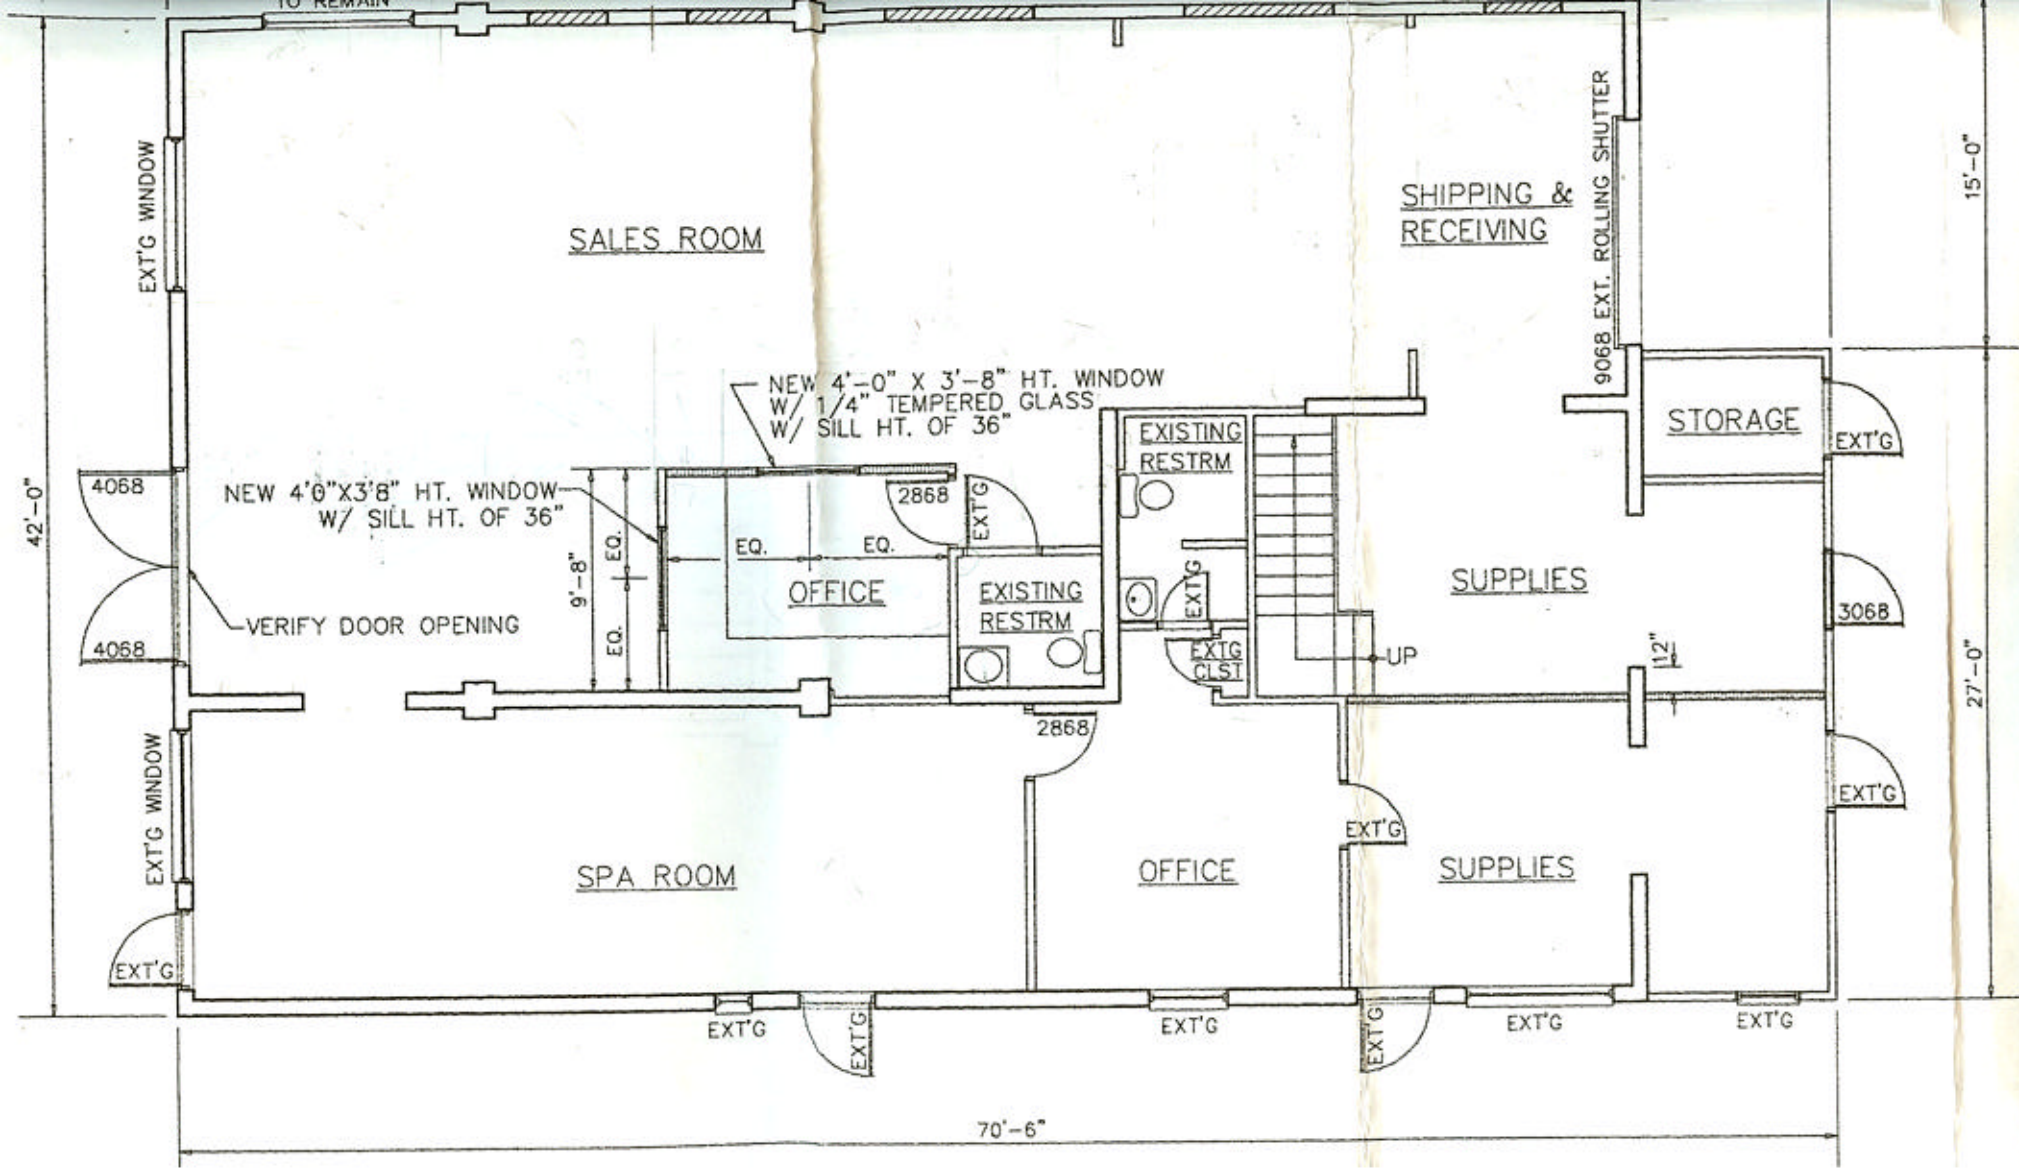 TO REMAIN
EXT'G WINDOW
42'-0"
SALES ROOM
SHIPPING &
RECEIVING
9068 EXT. ROLLING SHUTTER
15'-0"
NEW 4'-0" X 3'-8" HT. WINDOW
W/ 1/4" TEMPERED GLASS
W/ SILL HT. OF 36"
NEW 4'0"X3'8" HT. WINDOW
W/ SILL HT. OF 36"
4068
4068
VERIFY DOOR OPENING
9'-8"
EQ.
EQ.
EQ.
EQ.
OFFICE
2868
EXT'G
EXISTING
RESTRM
EXISTING
RESTRM
EXT'G
EXTG
CLST
UP
STORAGE
EXT'G
SUPPLIES
3068
12"
27'-0"
EXT'G WINDOW
EXT'G
SPA ROOM
2868
OFFICE
EXT'G
SUPPLIES
EXT'G
EXT'G
EXT'G
EXT'G
EXT'G
EXT'G
EXT'G
70'-6"